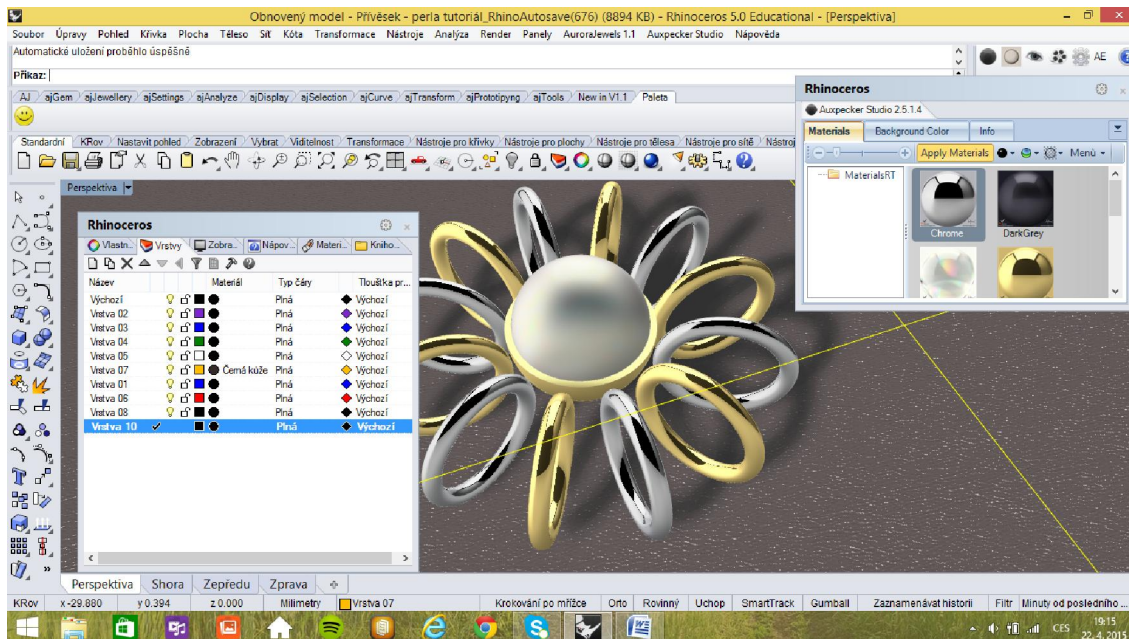 Obnovený model - Přívěsek - perla tutoriál_RhinoAutosave(676) (8894 KB) - Rhinoceros 5.0 Educational - [Perspektiva]
Soubor Úpravy Pohled Křivka Plocha Těleso Síť Kóta Transformace Nástroje Analýza Render Panely AuroraJewels 1.1 Auxpecker Studio Nápověda
Automatické uložení proběhlo úspěšně
Příkaz:
AE
AJ ajGem ajJewellery ajSettings ajAnalyze ajDisplay ajSelection ajCurve ajTransform ajPrototipyng ajTools New in V1.1 Paleta
Standardní KRov Nastavit pohled Zobrazení Vybrat Viditelnost Transformace Nástroje pro křivky Nástroje pro plochy Nástroje pro tělesa Nástroje pro sítě Nástroj
Rhinoceros
Auxpecker Studio 2.5.1.4
Materials Background Color Info
Apply Materials Menü
MaterialsRT
Chrome DarkGrey
Perspektiva
Rhinoceros
Vlastn... Vrstvy Zobra... Nápov... Materi... Kniho...
Název Materiál Typ čáry Tloušťka pr...
Výchozí Plná Výchozí
Vrstva 02 Plná Výchozí
Vrstva 03 Plná Výchozí
Vrstva 04 Plná Výchozí
Vrstva 05 Plná Výchozí
Vrstva 07 Černá kůže Plná Výchozí
Vrstva 01 Plná Výchozí
Vrstva 06 Plná Výchozí
Vrstva 08 Plná Výchozí
Vrstva 10 Plná Výchozí
Perspektiva Shora Zepředu Zprava
KRov x -29.880 y 0.394 z 0.000 Milimetry Vrstva 07 Krokování po mřížce Orto Rovinný Uchop SmartTrack Gumball Zaznamenávat historii Filtr Minuty od posledního ...
CES 19:15
22. 4. 2015